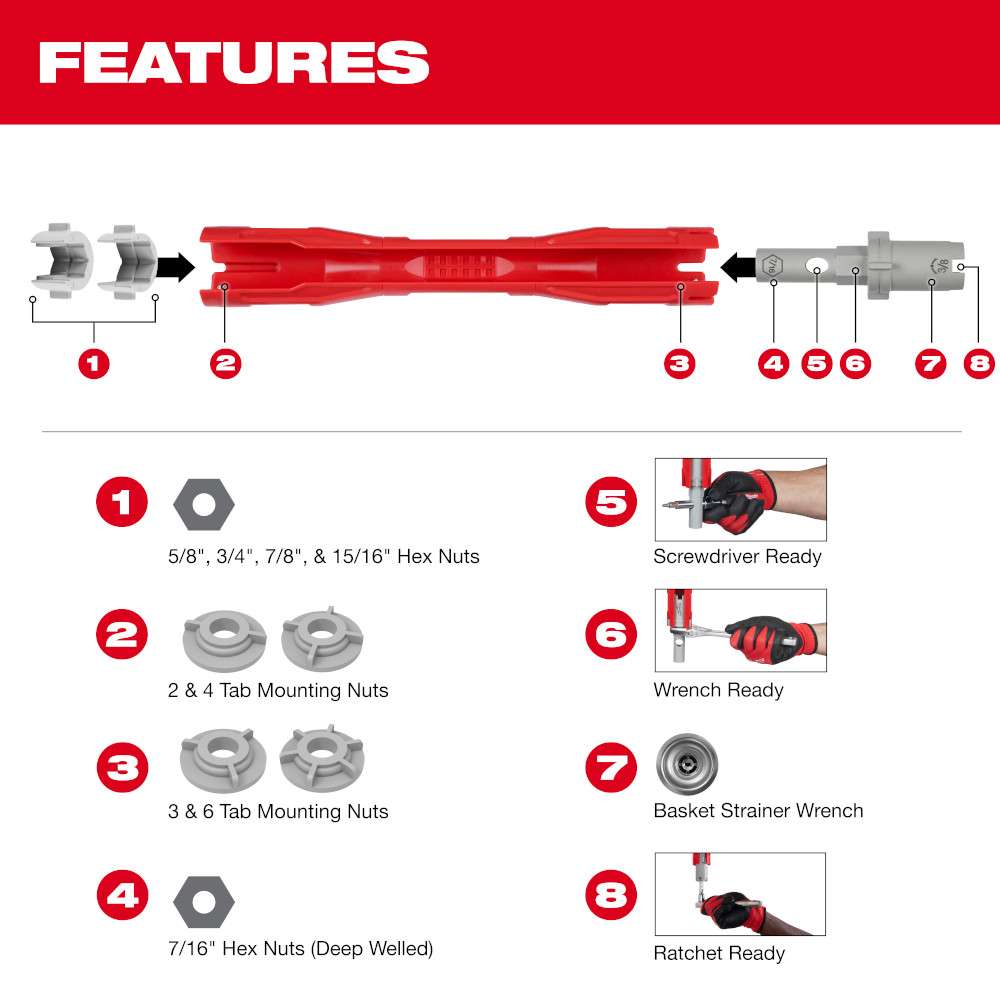 FEATURES
7/16
3/8
1
2
3
4
5
6
7
8
1
5/8", 3/4", 7/8", & 15/16" Hex Nuts
2
2 & 4 Tab Mounting Nuts
3
3 & 6 Tab Mounting Nuts
4
7/16" Hex Nuts (Deep Welled)
5
Screwdriver Ready
6
Wrench Ready
7
Basket Strainer Wrench
8
Ratchet Ready